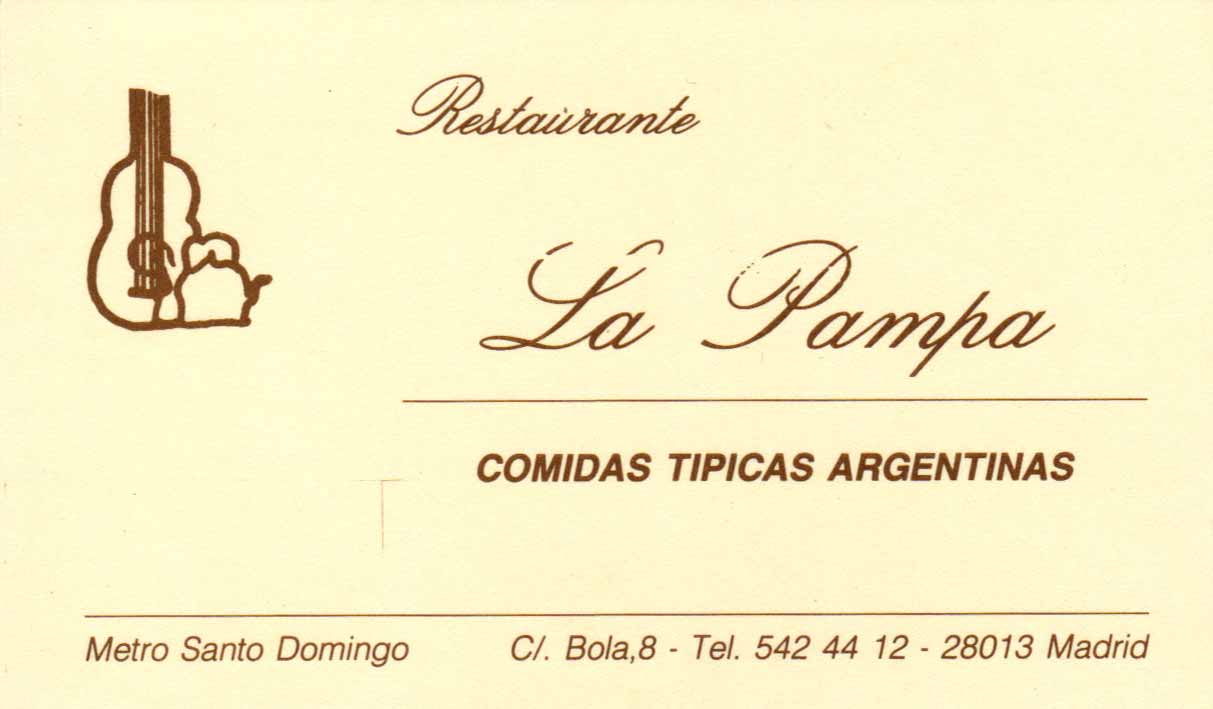 Restaurante
La Pampa
COMIDAS TIPICAS ARGENTINAS
Metro Santo Domingo C/. Bola,8 - Tel. 542 44 12 - 28013 Madrid